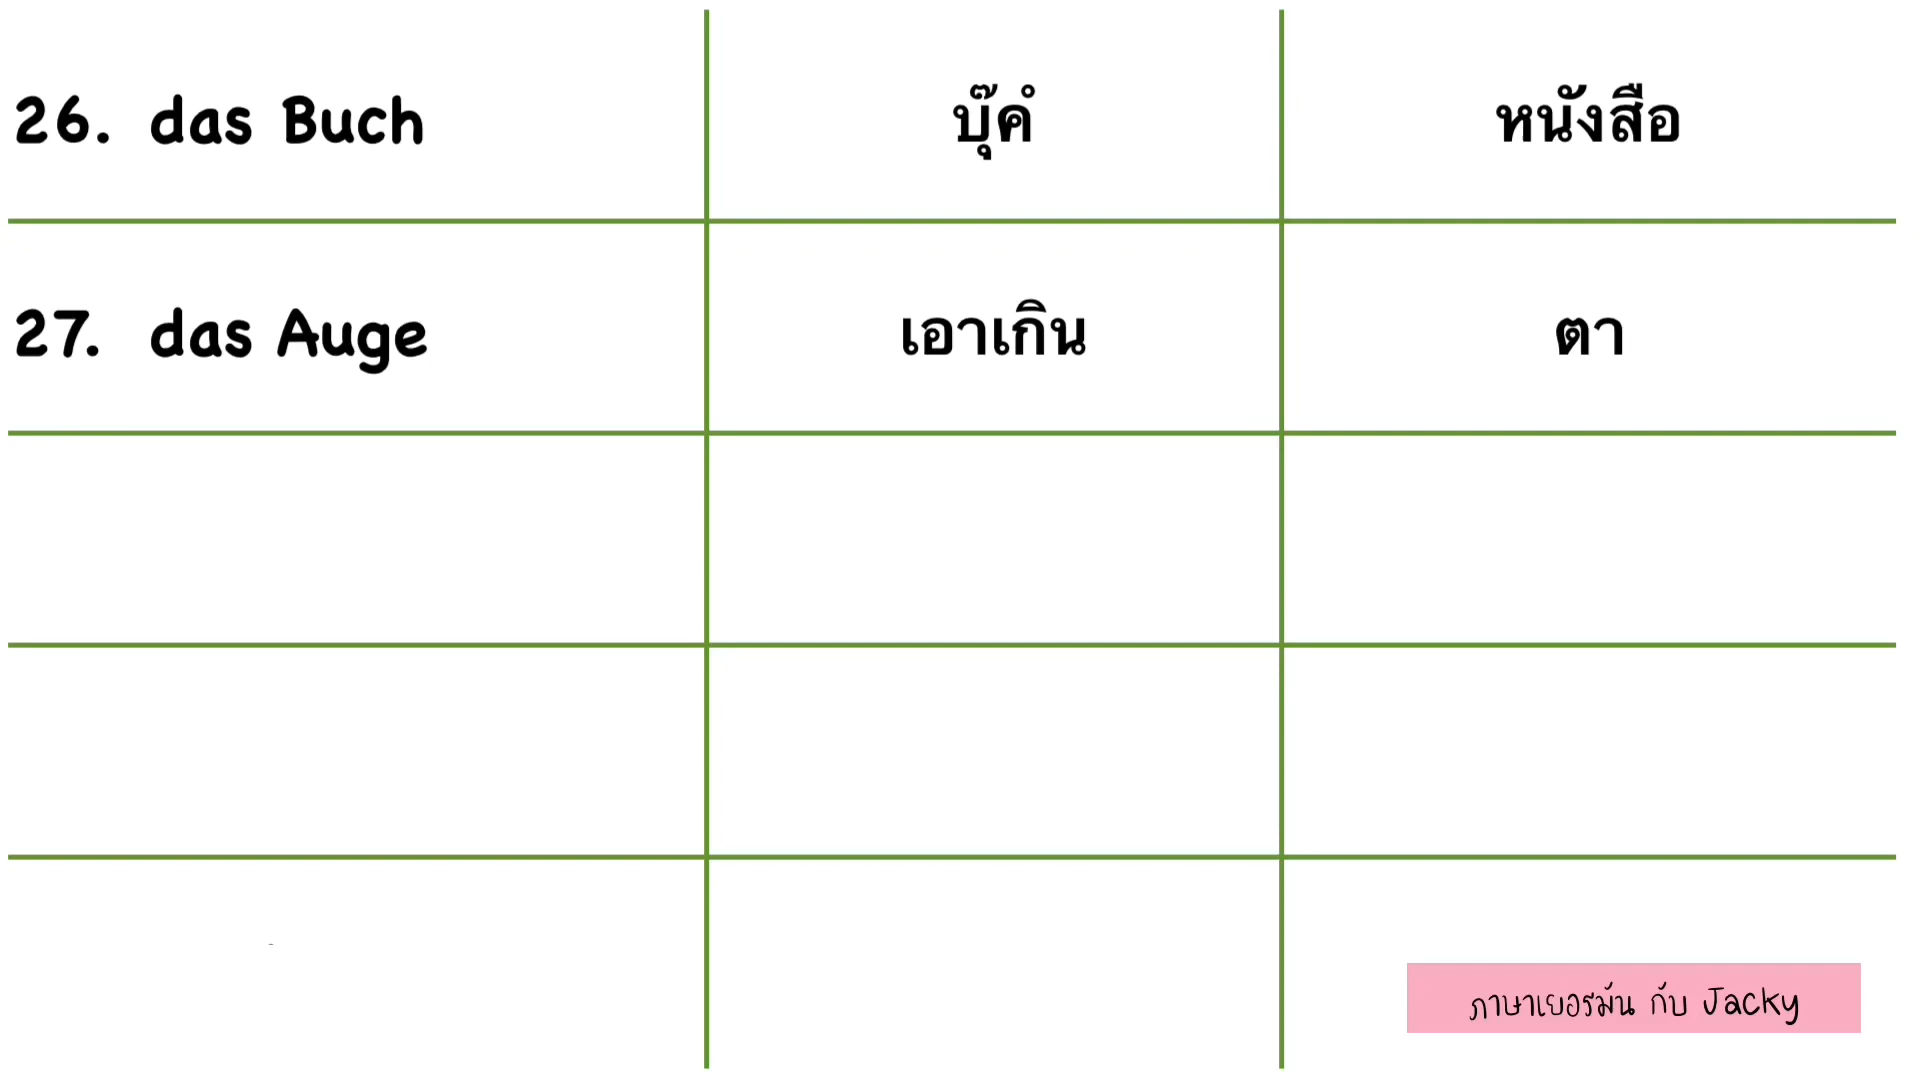 26. das Buch บุ๊คํ หนังสือ
27. das Auge เอาเกิน ตา
ภาษาเยอรมัน กับ Jacky